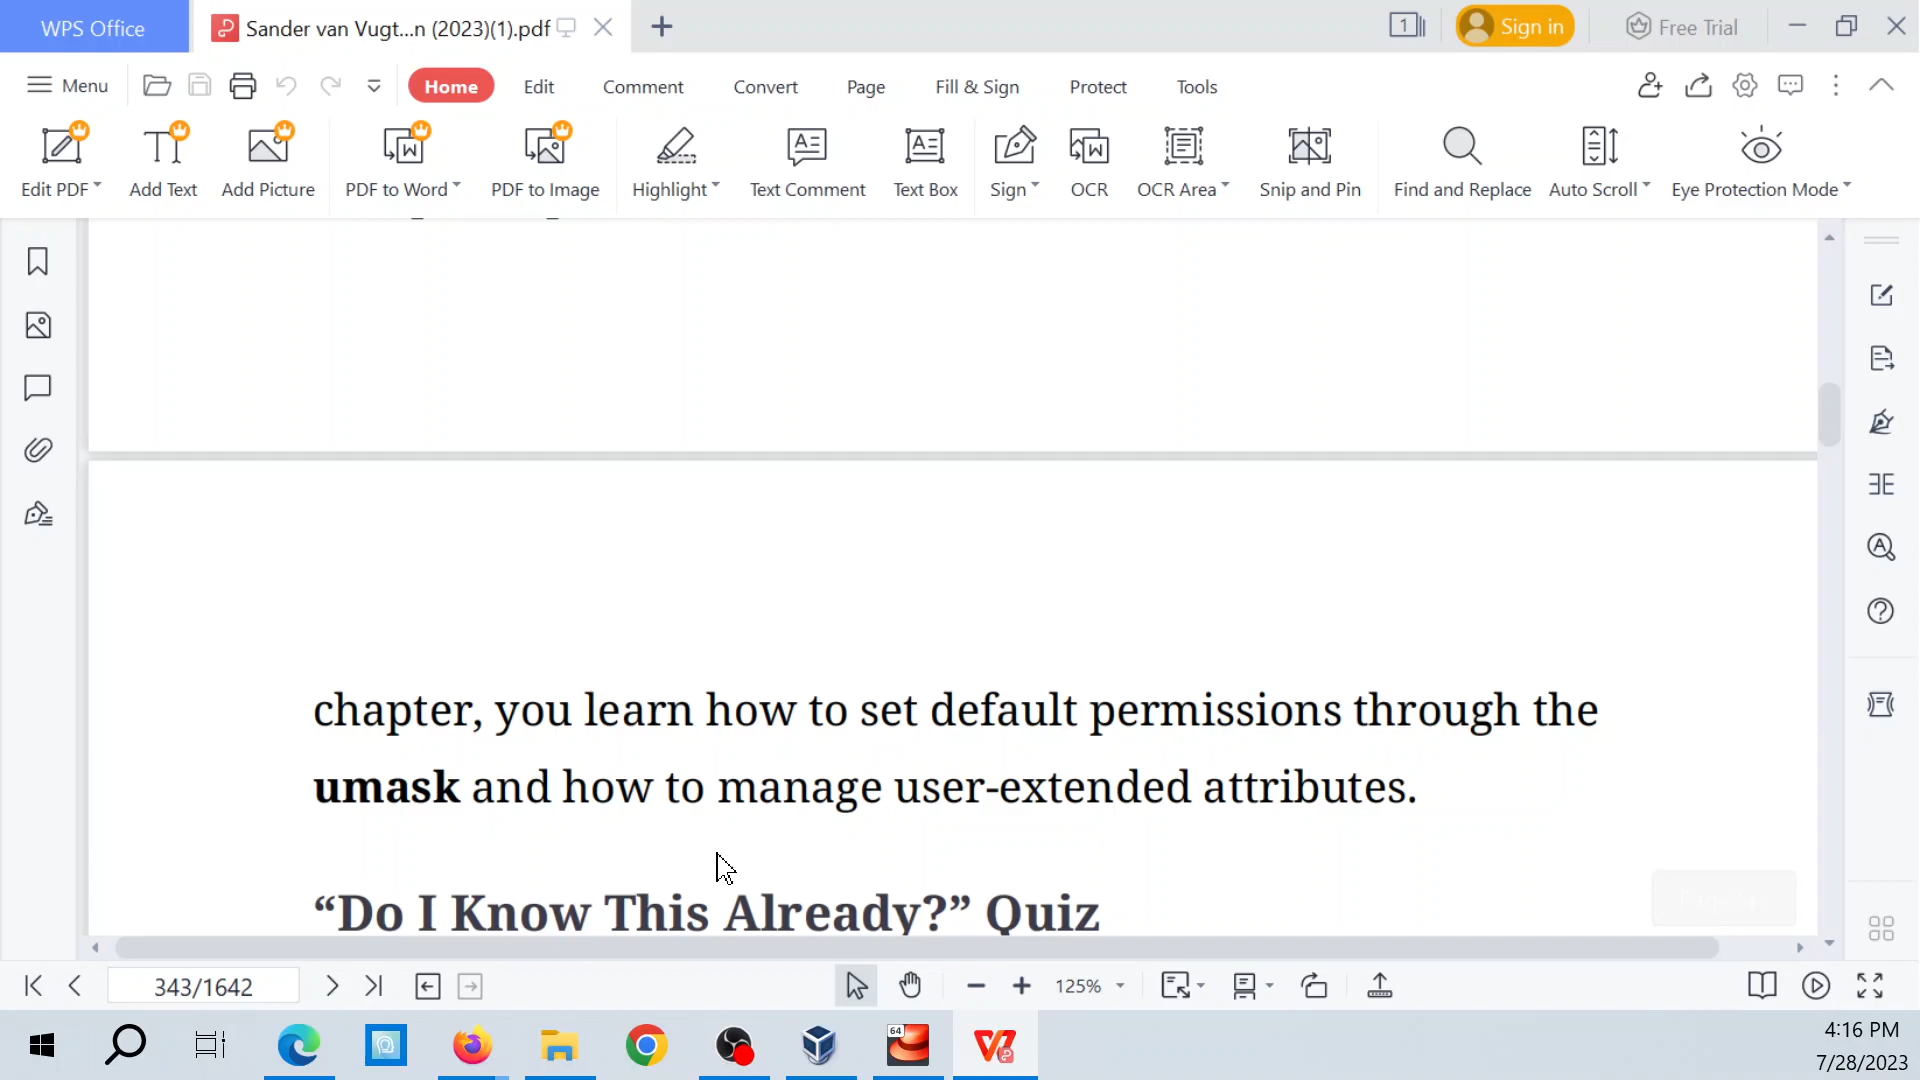 WPS Office
Sander van Vugt...n (2023)(1).pdf
1
Sign in
Free Trial
Menu
Home
Edit
Comment
Convert
Page
Fill & Sign
Protect
Tools
Edit PDF
Add Text
Add Picture
PDF to Word
PDF to Image
Highlight
Text Comment
Text Box
Sign
OCR
OCR Area
Snip and Pin
Find and Replace
Auto Scroll
Eye Protection Mode
chapter, you learn how to set default permissions through the
umask and how to manage user-extended attributes.
“Do I Know This Already?” Quiz
343/1642
125%
64
4:16 PM
7/28/2023